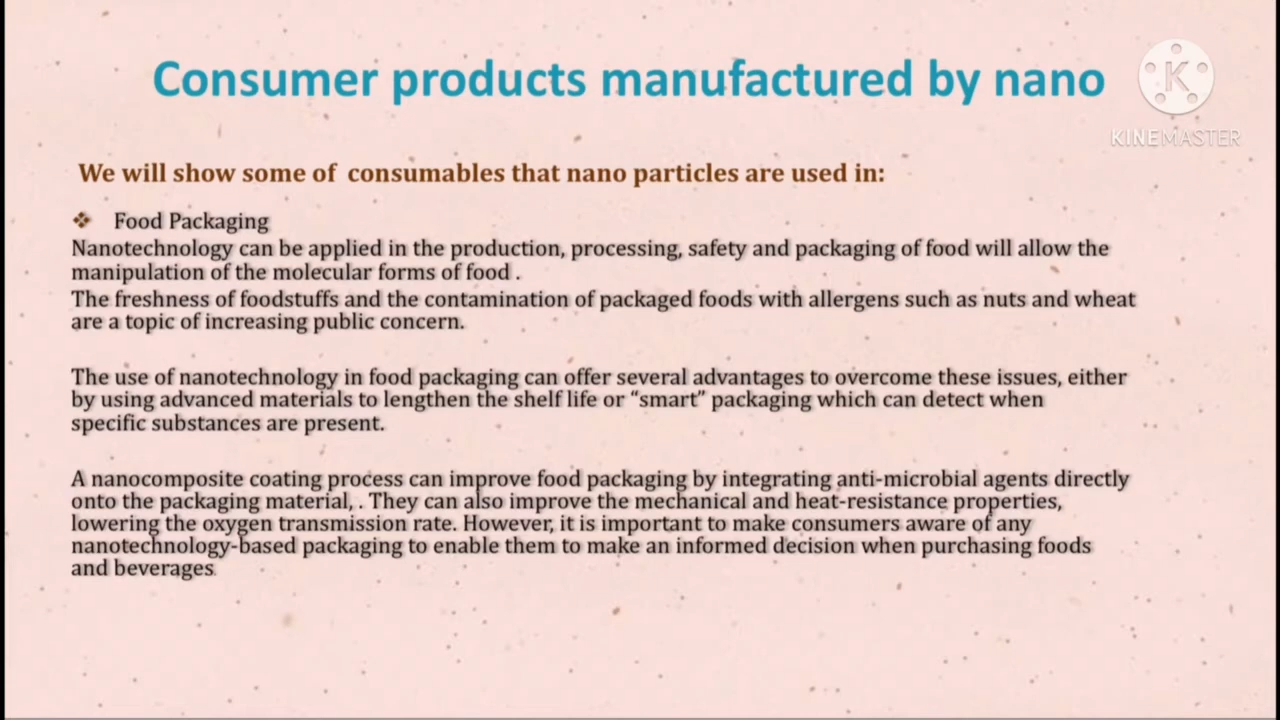 Consumer products manufactured by nano
K
KINEMASTER
We will show some of consumables that nano particles are used in:
❖ Food Packaging
Nanotechnology can be applied in the production, processing, safety and packaging of food will allow the
manipulation of the molecular forms of food .
The freshness of foodstuffs and the contamination of packaged foods with allergens such as nuts and wheat
are a topic of increasing public concern.
The use of nanotechnology in food packaging can offer several advantages to overcome these issues, either
by using advanced materials to lengthen the shelf life or “smart” packaging which can detect when
specific substances are present.
A nanocomposite coating process can improve food packaging by integrating anti-microbial agents directly
onto the packaging material, . They can also improve the mechanical and heat-resistance properties,
lowering the oxygen transmission rate. However, it is important to make consumers aware of any
nanotechnology-based packaging to enable them to make an informed decision when purchasing foods
and beverages.